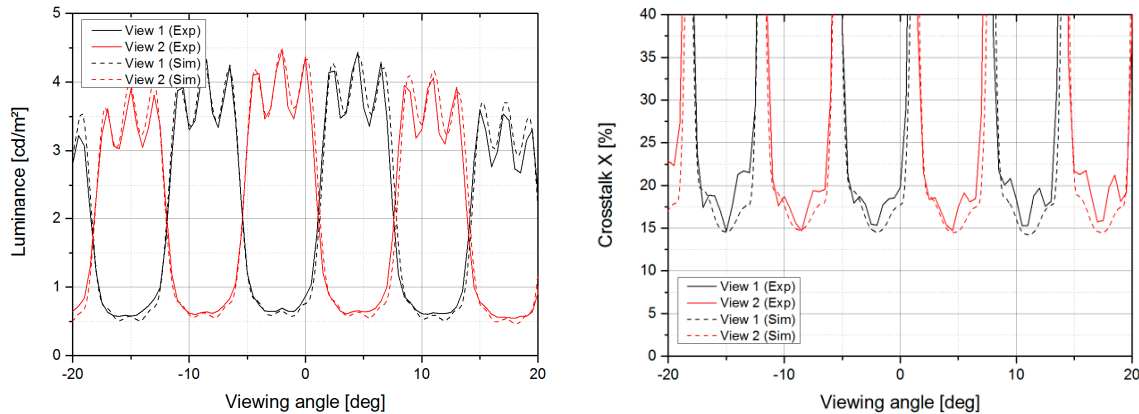 View 1 (Exp)
View 2 (Exp)
View 1 (Sim)
View 2 (Sim)
Luminance [cd/m²]
5
4
3
2
1
0
-20
-10
0
10
20
Viewing angle [deg]
Crosstalk X [%]
40
35
30
25
20
15
10
5
0
View 1 (Exp)
View 2 (Exp)
View 1 (Sim)
View 2 (Sim)
-20
-10
0
10
20
Viewing angle [deg]